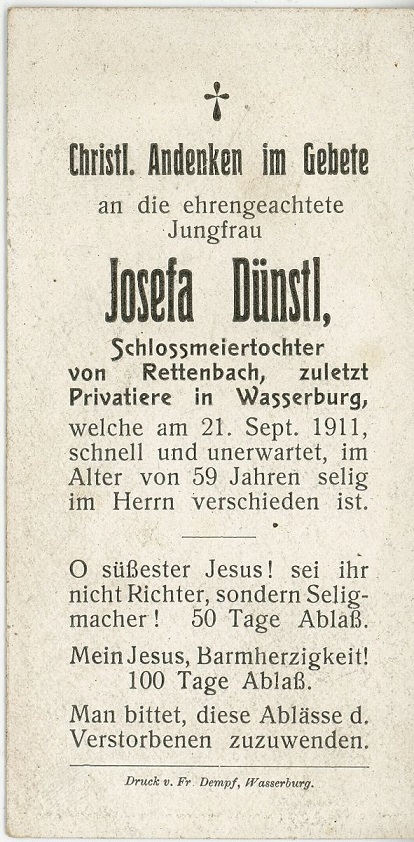 Christl. Andenken im Gebete
an die ehrengeachtete
Jungfrau
Josefa Dünstl,
Schlossmeiertochter
von Rettenbach, zuletzt
Privatiere in Wasserburg,
welche am 21. Sept. 1911,
schnell und unerwartet, im
Alter von 59 Jahren selig
im Herrn verschieden ist.
O süßester Jesus! sei ihr
nicht Richter, sondern Selig-
macher! 50 Tage Ablaß.
Mein Jesus, Barmherzigkeit!
100 Tage Ablaß.
Man bittet, diese Ablässe d.
Verstorbenen zuzuwenden.
Druck v. Fr. Dempf, Wasserburg.